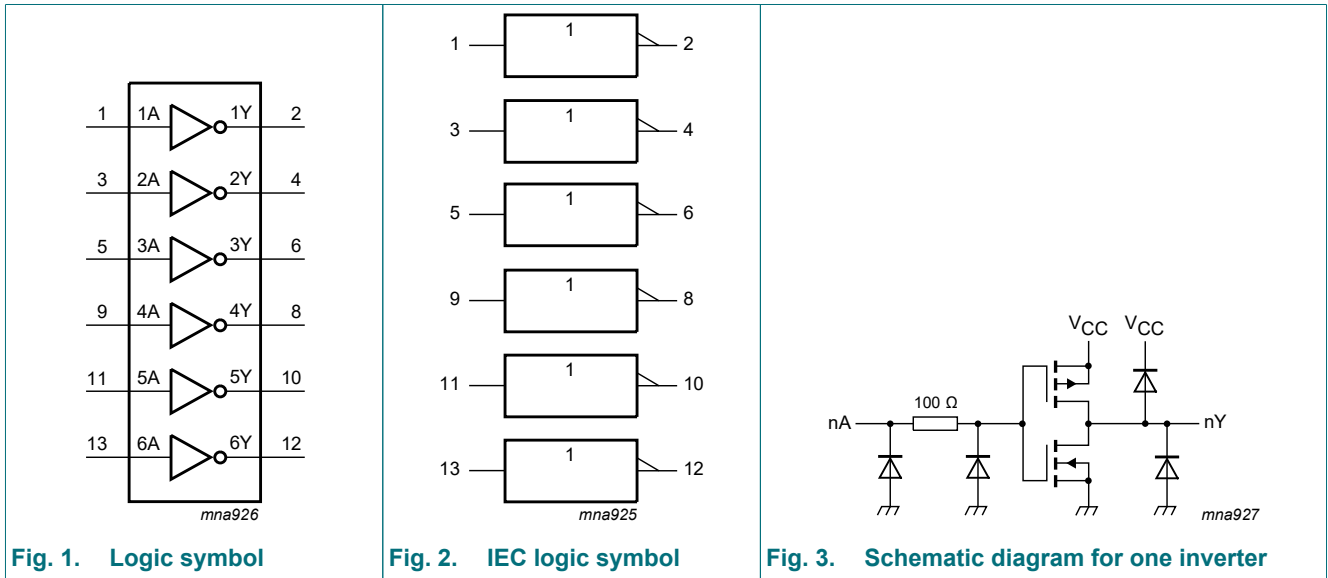 1 1A 1Y 2
3 2A 2Y 4
5 3A 3Y 6
9 4A 4Y 8
11 5A 5Y 10
13 6A 6Y 12
mna926
Fig. 1. Logic symbol
1 1 2
3 1 4
5 1 6
9 1 8
11 1 10
13 1 12
mna925
Fig. 2. IEC logic symbol
VCC VCC
100 Ω
nA nY
mna927
Fig. 3. Schematic diagram for one inverter